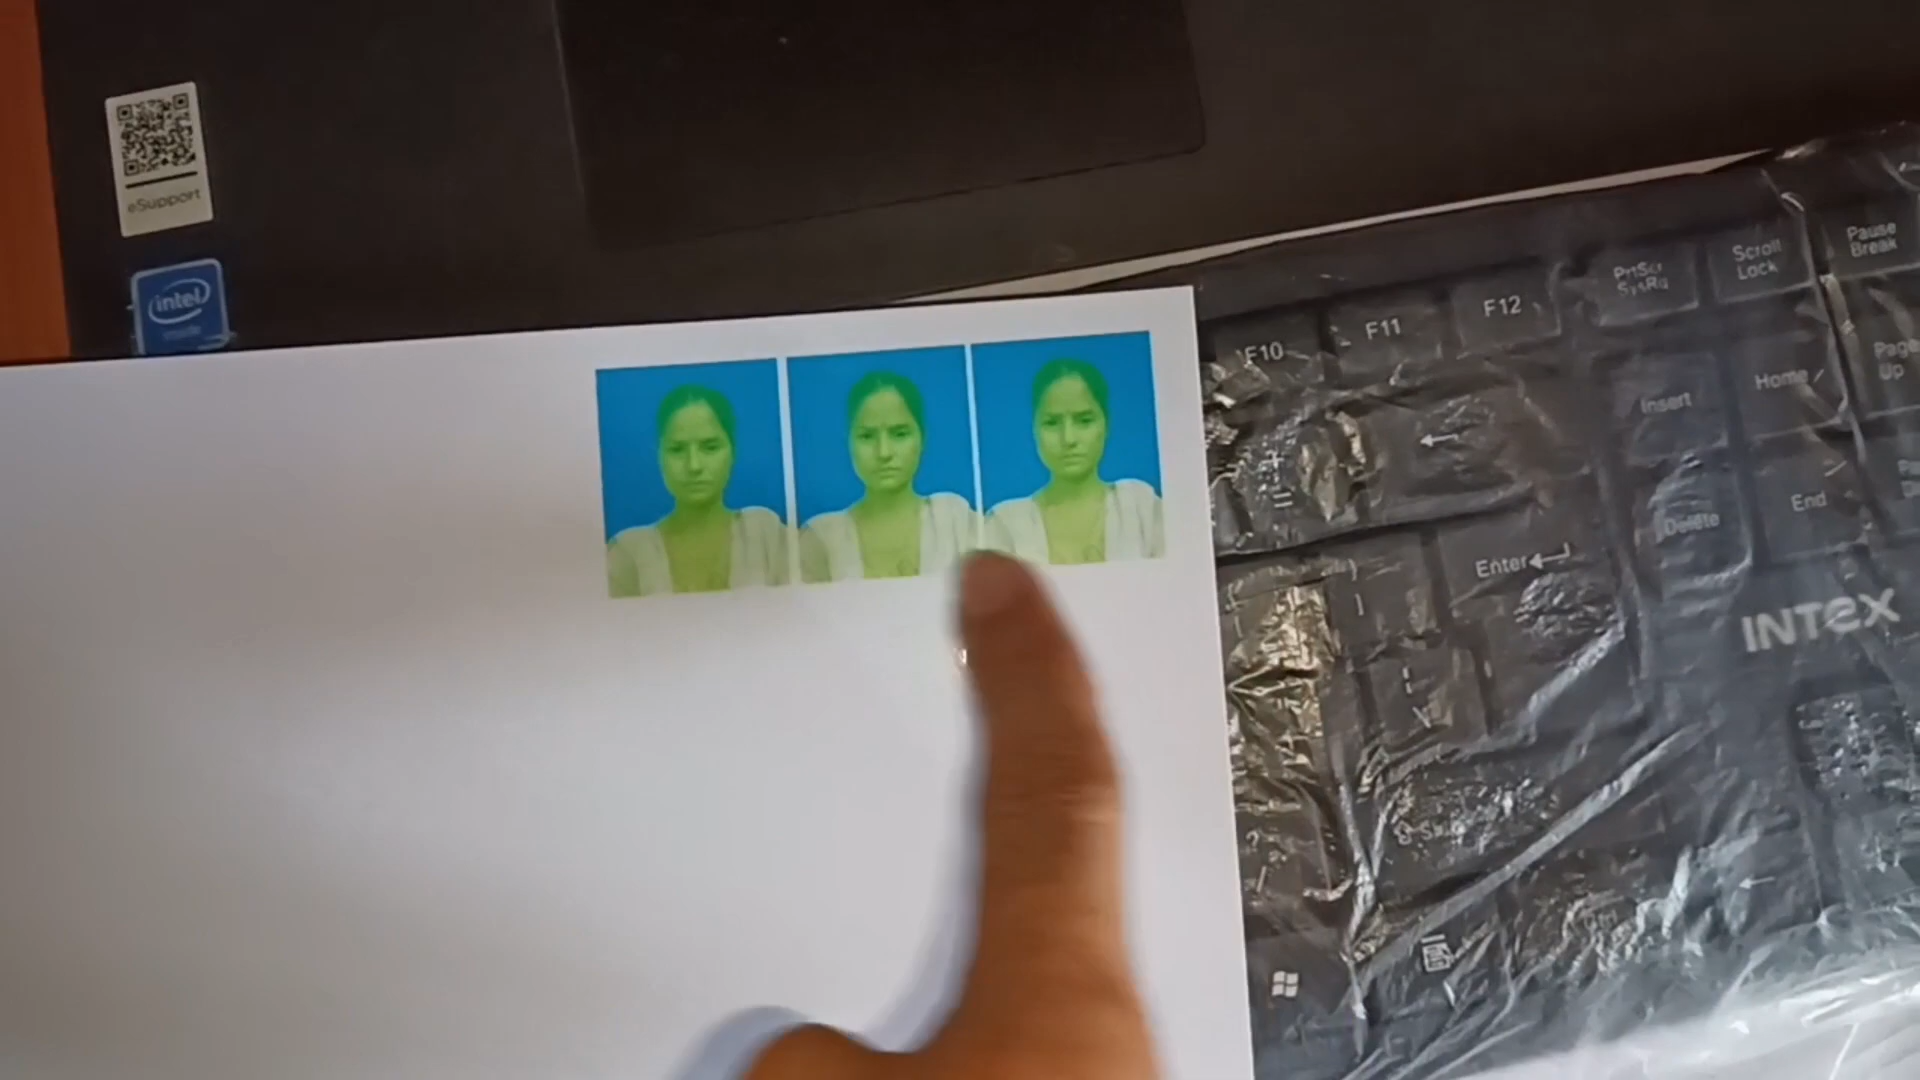 eSupport
intel
inside
Pause
Break
Scroll
Lock
PrtScr
SysRq
F12
F11
F10
Page
Up
Home
Insert
End
Delete
Enter
INTEX